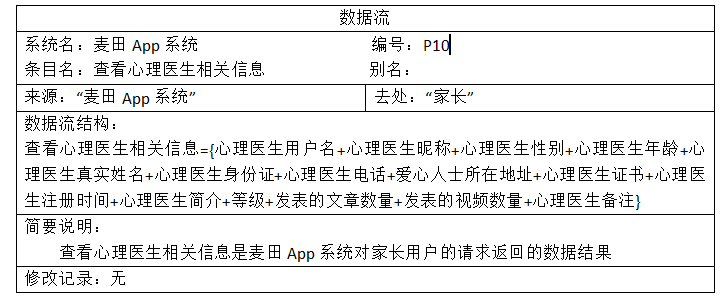 数据流
系统名：麦田 App 系统 编号：P10
条目名：查看心理医生相关信息 别名：
来源：“麦田 App 系统” 去处：“家长”
数据流结构：
查看心理医生相关信息={心理医生用户名+心理医生昵称+心理医生性别+心理医生年龄+心
理医生真实姓名+心理医生身份证+心理医生电话+爱心人士所在地址+心理医生证书+心理医
生注册时间+心理医生简介+等级+发表的文章数量+发表的视频数量+心理医生备注}
简要说明：
查看心理医生相关信息是麦田 App 系统对家长用户的请求返回的数据结果
修改记录：无